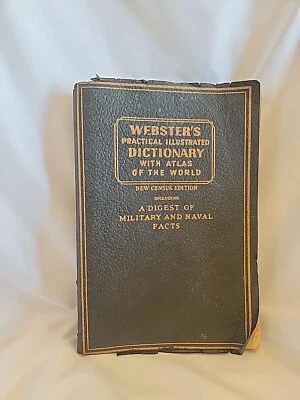 WEBSTER'S
PRACTICAL ILLUSTRATED
DICTIONARY
WITH ATLAS
OF THE WORLD
NEW CENSUS EDITION
INCLUDING
A DIGEST OF
MILITARY AND NAVAL
FACTS